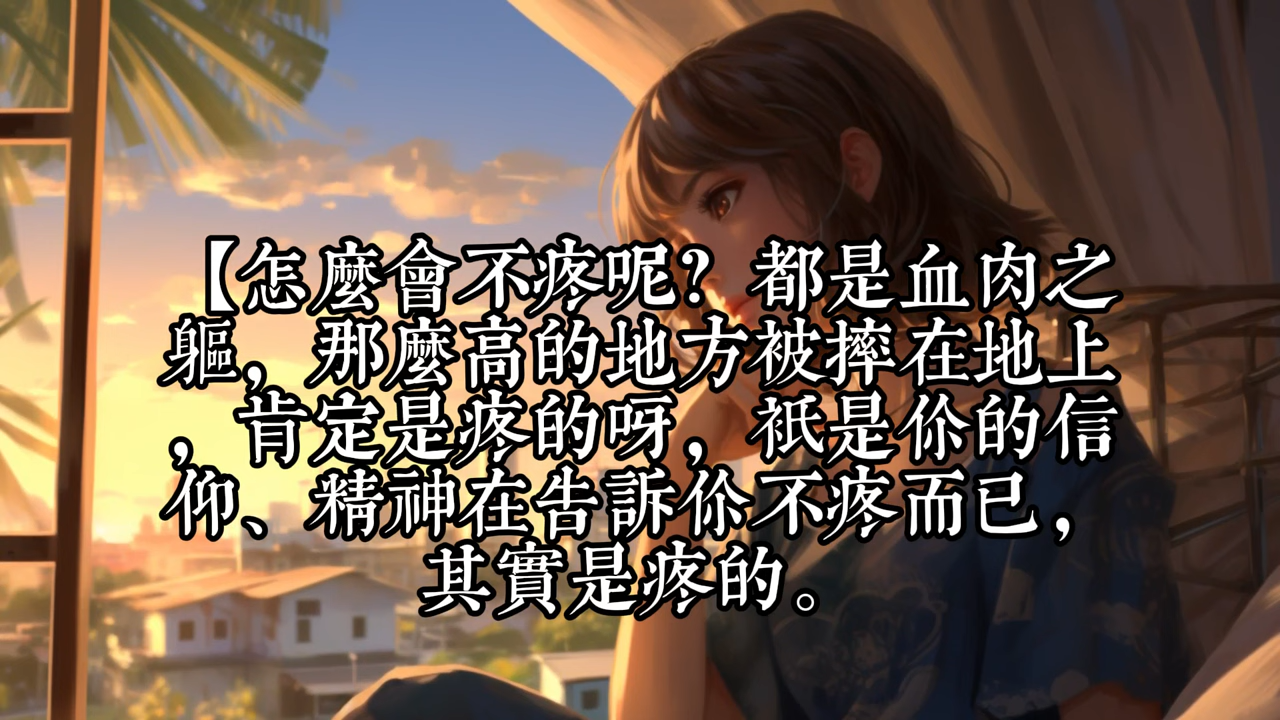 【怎麼會不疼呢？都是血肉之
軀，那麼高的地方被摔在地上
，肯定是疼的呀，祇是你的信
仰、精神在告訴你不疼而已，
其實是疼的。